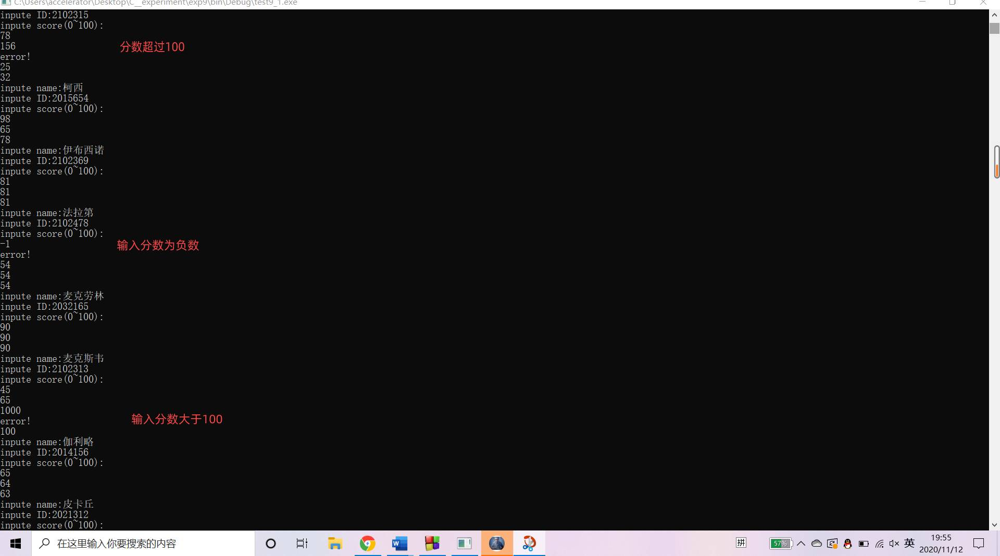 C:\Users\accelerator\Desktop\C__experiment\exp9\bin\Debug\test9_1.exe
inpute ID:2102315
inpute score(0~100):
78
156
分数超过100
error!
25
32
inpute name:柯西
inpute ID:2015654
inpute score(0~100):
98
65
78
inpute name:伊布西诺
inpute ID:2102369
inpute score(0~100):
81
81
81
inpute name:法拉第
inpute ID:2102478
inpute score(0~100):
-1
输入分数为负数
error!
54
54
54
inpute name:麦克劳林
inpute ID:2032165
inpute score(0~100):
90
90
90
inpute name:麦克斯韦
inpute ID:2102313
inpute score(0~100):
45
65
1000
error!
输入分数大于100
100
inpute name:伽利略
inpute ID:2014156
inpute score(0~100):
65
64
63
inpute name:皮卡丘
inpute ID:2021312
inpute score(0~100):
在这里输入你要搜索的内容
W
拼
57%
英
19:55
2020/11/12